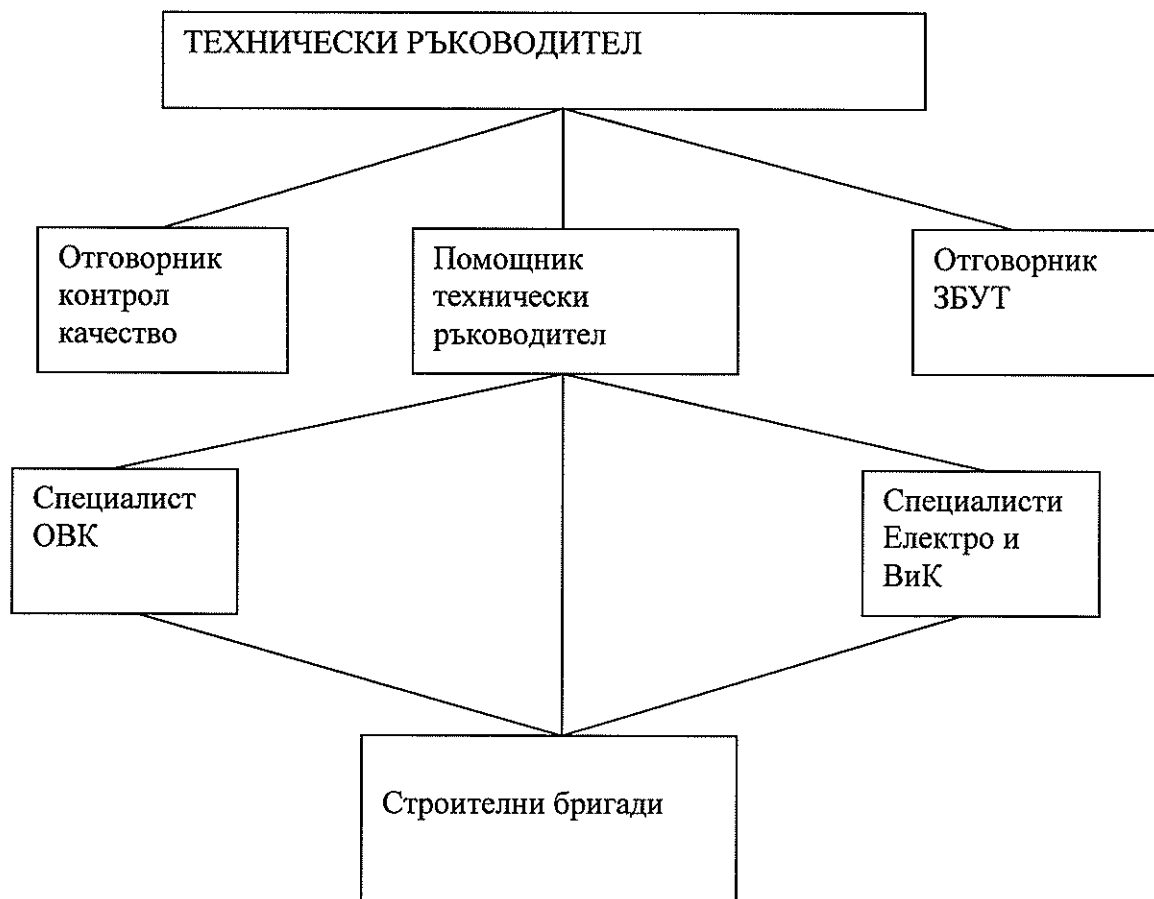 ТЕХНИЧЕСКИ РЪКОВОДИТЕЛ
Отговорник
контрол
качество
Помощник
технически
ръководител
Отговорник
ЗБУТ
Специалист
ОВК
Специалисти
Електро и
ВиК
Строителни бригади